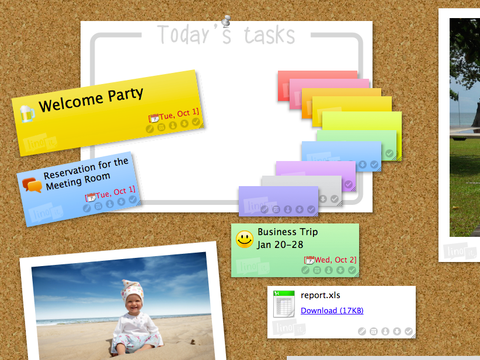 Today's tasks
Welcome Party
[Tue, Oct 1]
Reservation for the
Meeting Room
[Tue, Oct 1]
Business Trip
Jan 20-28
[Wed, Oct 2]
report.xls
Download (17KB)